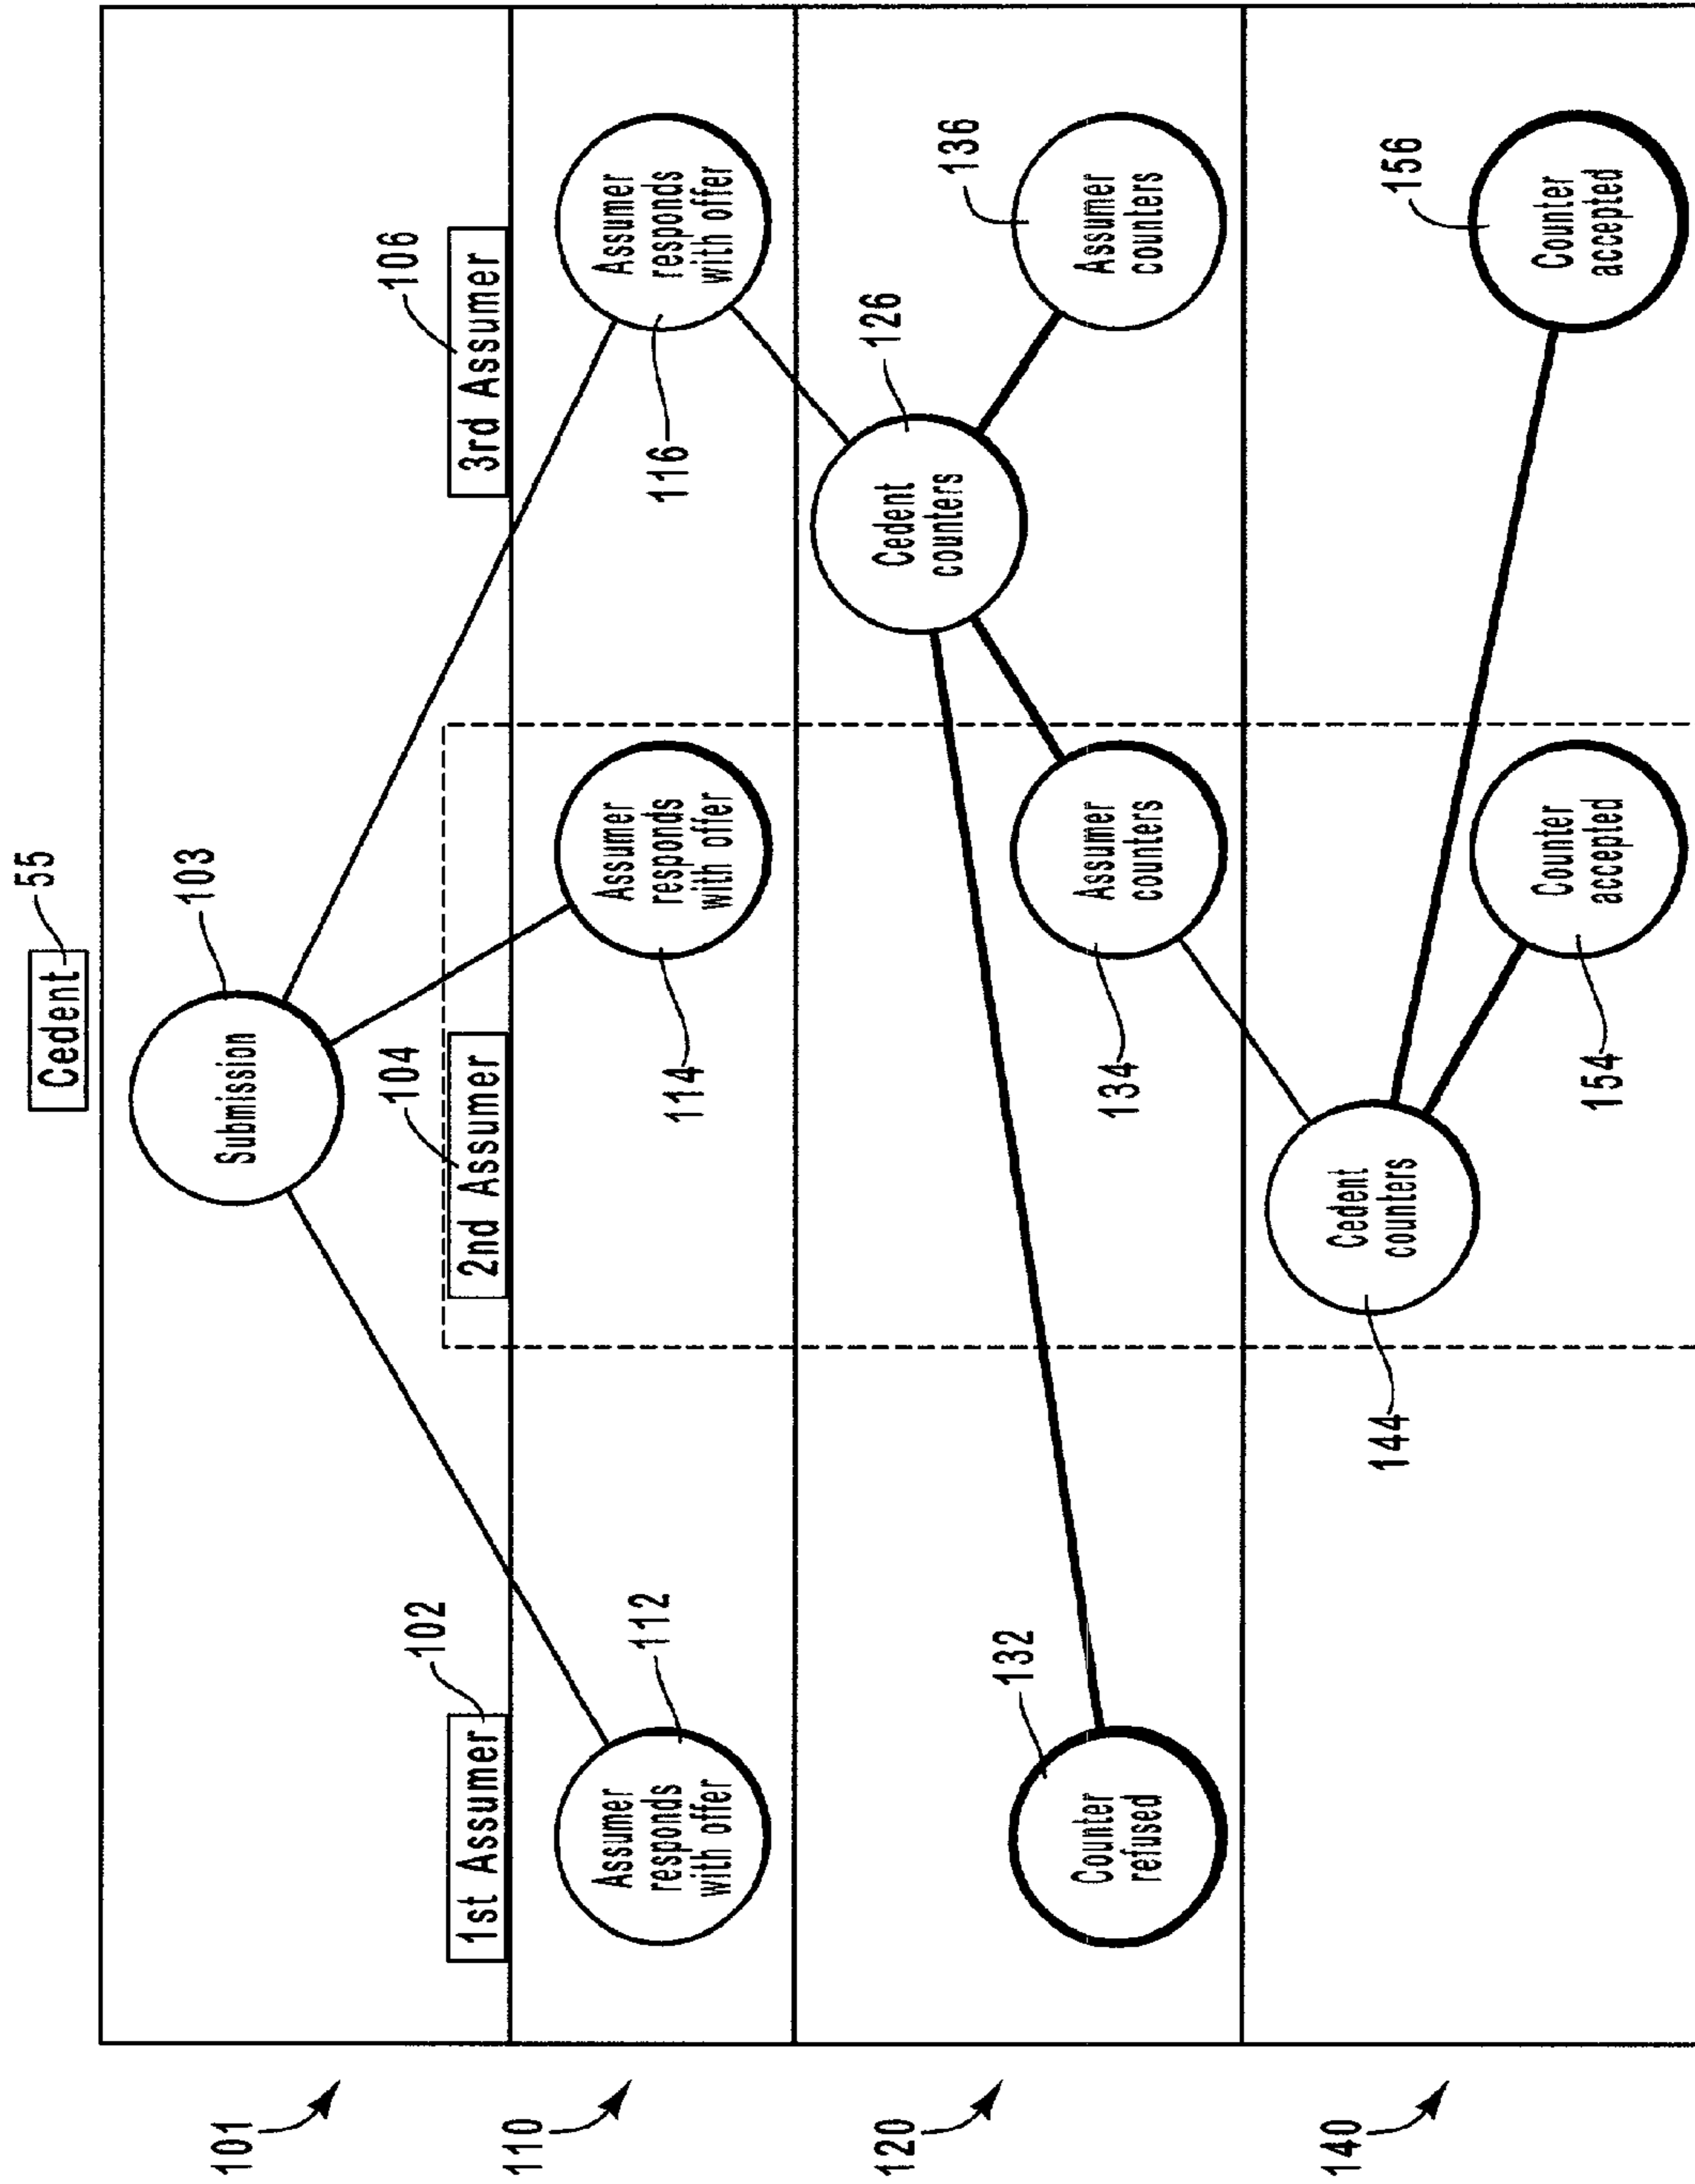 Cedent
55
101
103
Submission
102
104
106
1st Assumer
2nd Assumer
3rd Assumer
110
Assumer
responds
with offer
112
114
Assumer
responds
with offer
116
Assumer
responds
with offer
120
Cedent
counters
126
Counter
refused
132
134
Assumer
counters
136
Assumer
counters
140
144
Cedent
counters
154
Counter
accepted
156
Counter
accepted